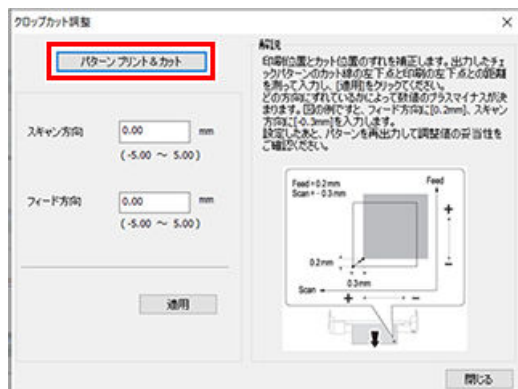 クロップカット調整
パターンプリント&カット
スキャン方向
0.00
mm
(-5.00 ～ 5.00)
フィード方向
0.00
mm
(-5.00 ～ 5.00)
適用
解説
印刷位置とカット位置のずれを補正します。出力したチェ
ックパターンのカット線の左下点と印刷の左下点との距離
を測って入力し、[適用]をクリックてください。
どの方向にずれているかによって数値のプラスマイナスが決
まります。図の例ですと、フィード方向に[0.2mm]、スキャン
方向に[-0.3mm]を入力します。
設定したあと、パターンを再出力して調整値の妥当性を
ご確認ください。
Feed=0.2mm
Scan=-0.3mm
Feed
+
-
0.2mm
0.3mm
Scan
+
-
閉じる